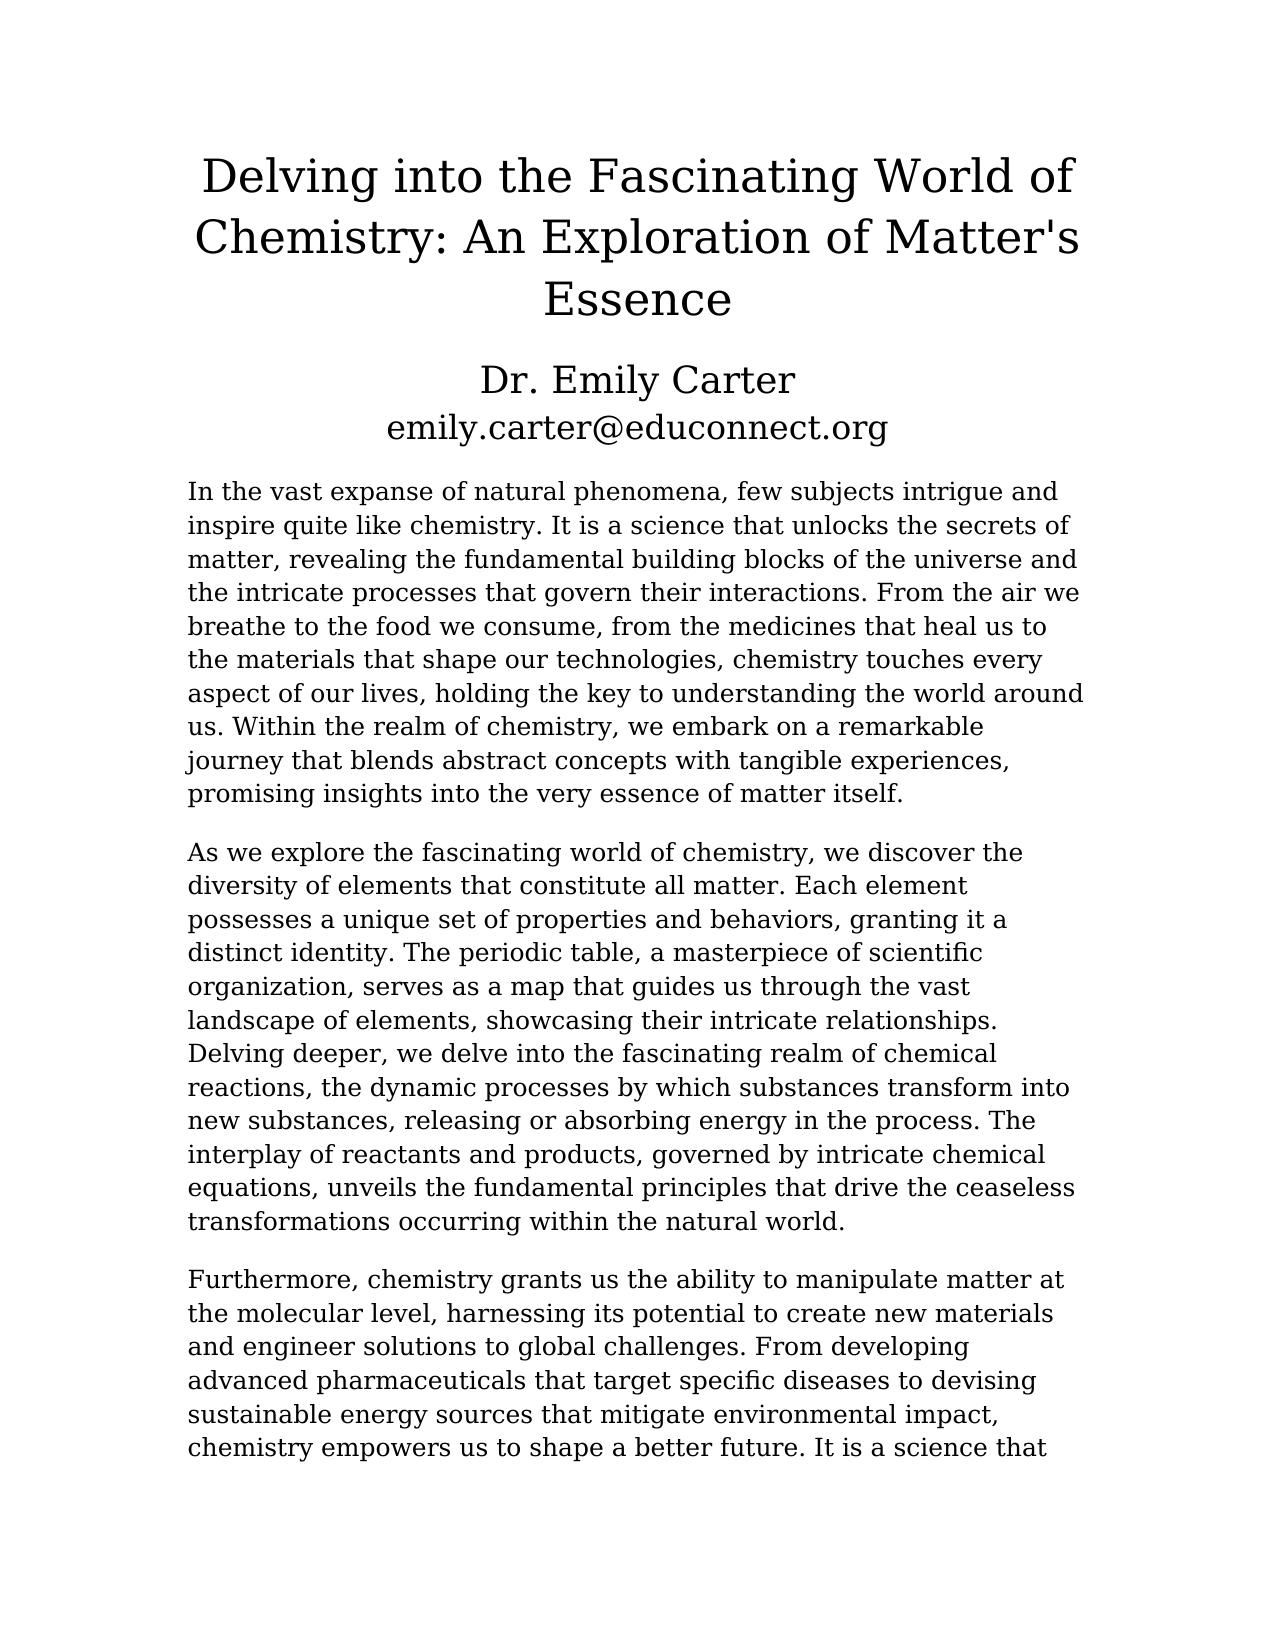 Delving into the Fascinating World of
Chemistry: An Exploration of Matter's
Essence
Dr. Emily Carter
emily.carter@educonnect.org
In the vast expanse of natural phenomena, few subjects intrigue and
inspire quite like chemistry. It is a science that unlocks the secrets of
matter, revealing the fundamental building blocks of the universe and
the intricate processes that govern their interactions. From the air we
breathe to the food we consume, from the medicines that heal us to
the materials that shape our technologies, chemistry touches every
aspect of our lives, holding the key to understanding the world around
us. Within the realm of chemistry, we embark on a remarkable
journey that blends abstract concepts with tangible experiences,
promising insights into the very essence of matter itself.
As we explore the fascinating world of chemistry, we discover the
diversity of elements that constitute all matter. Each element
possesses a unique set of properties and behaviors, granting it a
distinct identity. The periodic table, a masterpiece of scientific
organization, serves as a map that guides us through the vast
landscape of elements, showcasing their intricate relationships.
Delving deeper, we delve into the fascinating realm of chemical
reactions, the dynamic processes by which substances transform into
new substances, releasing or absorbing energy in the process. The
interplay of reactants and products, governed by intricate chemical
equations, unveils the fundamental principles that drive the ceaseless
transformations occurring within the natural world.
Furthermore, chemistry grants us the ability to manipulate matter at
the molecular level, harnessing its potential to create new materials
and engineer solutions to global challenges. From developing
advanced pharmaceuticals that target specific diseases to devising
sustainable energy sources that mitigate environmental impact,
chemistry empowers us to shape a better future. It is a science that